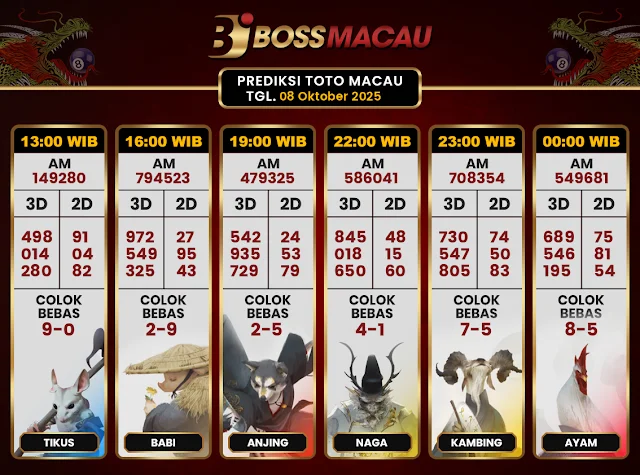 BJ BOSSMACAU
PREDIKSI TOTO MACAU
TGL. 08 Oktober 2025
13:00 WIB
AM
149280
3D 2D
498 91
014 04
280 82
COLOK
BEBAS
9-0
TIKUS
16:00 WIB
AM
794523
3D 2D
972 27
549 95
325 43
COLOK
BEBAS
2-9
BABI
19:00 WIB
AM
479325
3D 2D
542 24
935 53
729 79
COLOK
BEBAS
2-5
ANJING
22:00 WIB
AM
586041
3D 2D
845 48
018 15
650 60
COLOK
BEBAS
4-1
NAGA
23:00 WIB
AM
708354
3D 2D
730 74
547 50
805 83
COLOK
BEBAS
7-5
KAMBING
00:00 WIB
AM
549681
3D 2D
689 75
546 81
195 54
COLOK
BEBAS
8-5
AYAM
8
8